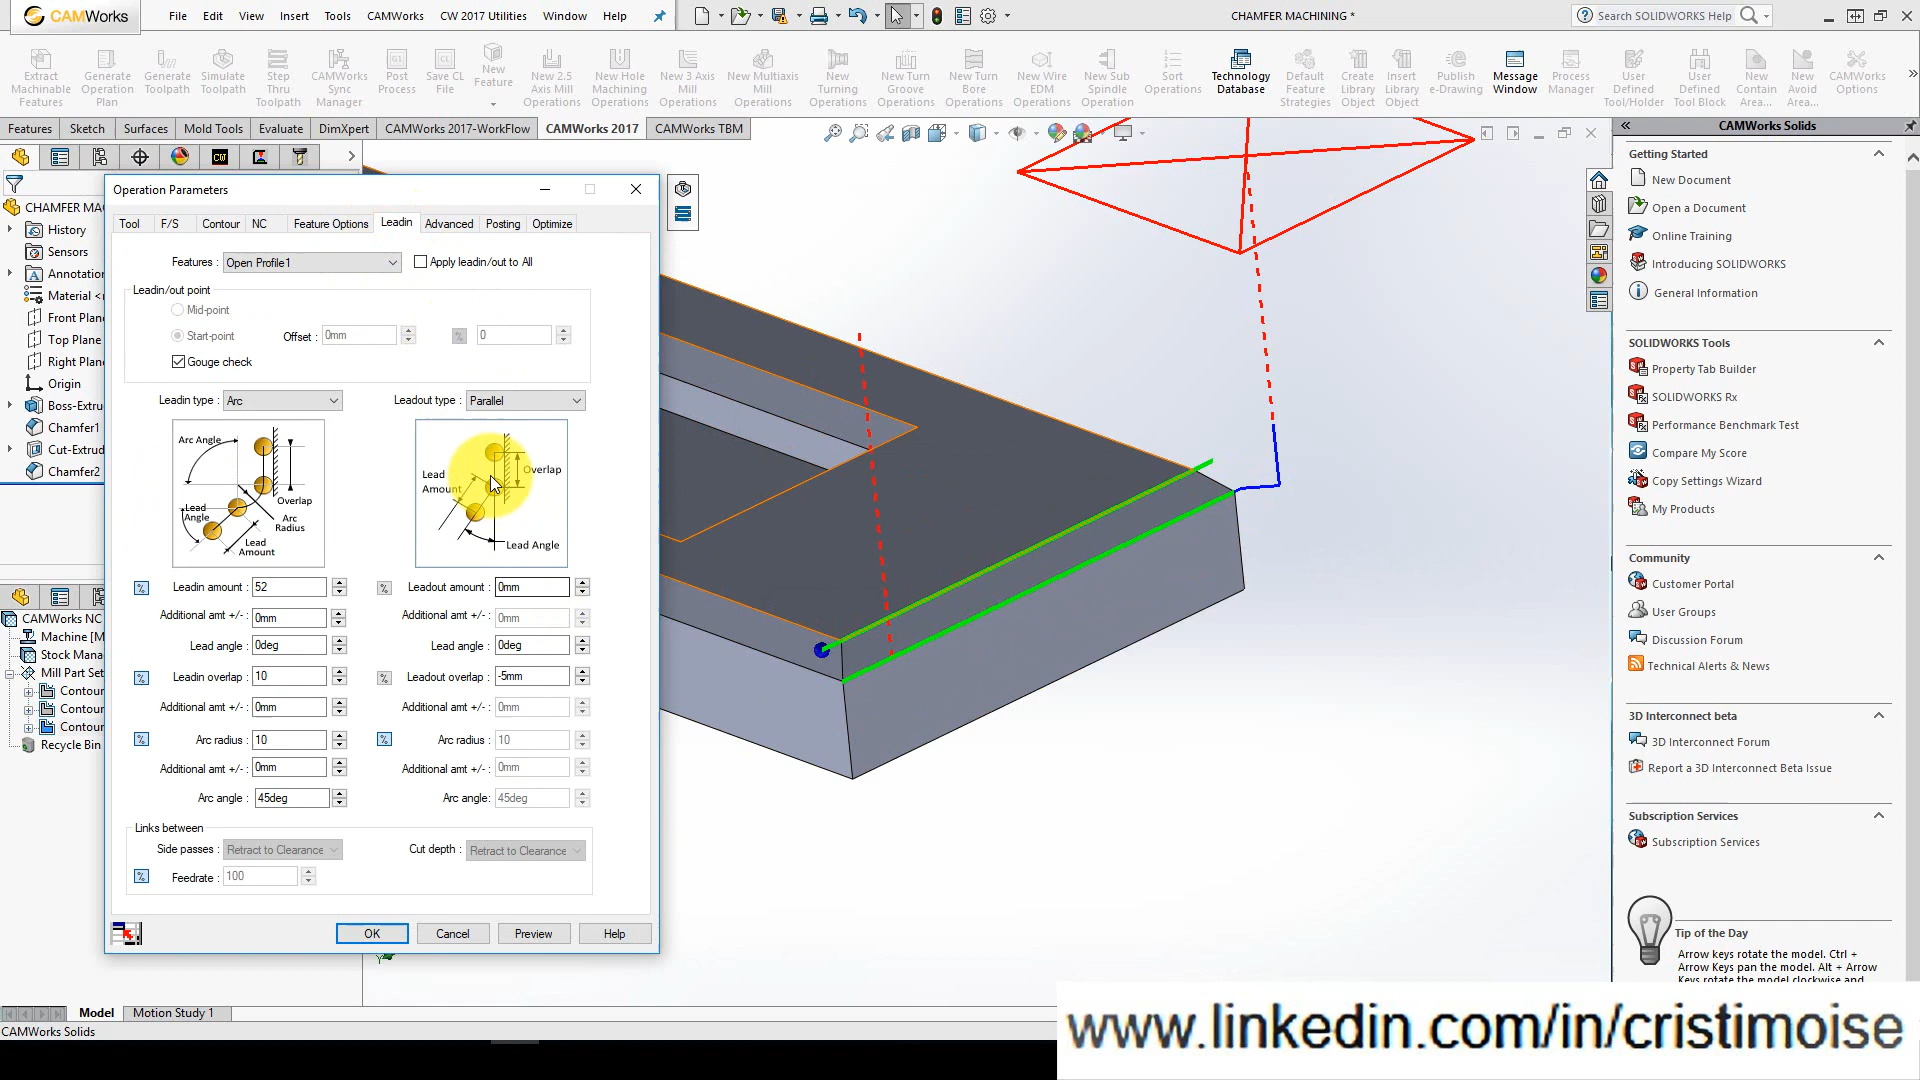 CAMWorks
File Edit View Insert Tools CAMWorks CW 2017 Utilities Window Help
CHAMFER MACHINING *
Search SOLIDWORKS Help
Extract Machinable Features
Generate Operation Plan
Generate Toolpath
Simulate Toolpath
Step Thru Toolpath
CAMWorks Sync Manager
Post Process
Save CL File
New Feature
New 2.5 Axis Mill Operations
New Hole Machining Operations
New 3 Axis Mill Operations
New Multiaxis Mill Operations
New Turning Operations
New Turn Groove Operations
New Turn Bore Operations
New Wire EDM Operations
New Sub Spindle Operation
Sort Operations
Technology Database
Default Feature Strategies
Create Library Object
Insert Library Object
Publish e-Drawing
Message Window
Process Manager
User Defined Tool/Holder
User Defined Tool Block
New Contain Area...
New Avoid Area...
CAMWorks Options
Features Sketch Surfaces Mold Tools Evaluate DimXpert CAMWorks 2017-WorkFlow CAMWorks 2017 CAMWorks TBM
CHAMFER MA
History
Sensors
Annotation
Material <n
Front Plane
Top Plane
Right Plane
Origin
Boss-Extru
Chamfer1
Cut-Extrud
Chamfer2
CAMWorks NC
Machine [M
Stock Mana
Mill Part Set
Contou
Contou
Contou
Recycle Bin
Operation Parameters
Tool F/S Contour NC Feature Options Leadin Advanced Posting Optimize
Features : Open Profile1 Apply leadin/out to All
Leadin/out point
Mid-point
Start-point Offset : 0mm % 0
Gouge check
Leadin type : Arc Leadout type : Parallel
Arc Angle
Overlap
Lead Angle
Arc Radius
Lead Amount
Lead Amount
Overlap
Lead Angle
% Leadin amount : 52 % Leadout amount : 0mm
Additional amt +/- : 0mm Additional amt +/- : 0mm
Lead angle : 0deg Lead angle : 0deg
% Leadin overlap : 10 % Leadout overlap : -5mm
Additional amt +/- : 0mm Additional amt +/- : 0mm
% Arc radius : 10 % Arc radius : 10
Additional amt +/- : 0mm Additional amt +/- : 0mm
Arc angle : 45deg Arc angle: 45deg
Links between
Side passes : Retract to Clearance Cut depth : Retract to Clearance
% Feedrate : 100
OK Cancel Preview Help
Model Motion Study 1
CAMWorks Solids
CAMWorks Solids
Getting Started
New Document
Open a Document
Online Training
Introducing SOLIDWORKS
General Information
SOLIDWORKS Tools
Property Tab Builder
SOLIDWORKS Rx
Performance Benchmark Test
Compare My Score
Copy Settings Wizard
My Products
Community
Customer Portal
User Groups
Discussion Forum
Technical Alerts & News
3D Interconnect beta
3D Interconnect Forum
Report a 3D Interconnect Beta Issue
Subscription Services
Subscription Services
Tip of the Day
Arrow keys rotate the model. Ctrl +
Arrow Keys pan the model. Alt + Arrow
Keys rotate the model clockwise and
www.linkedin.com/in/cristimoise